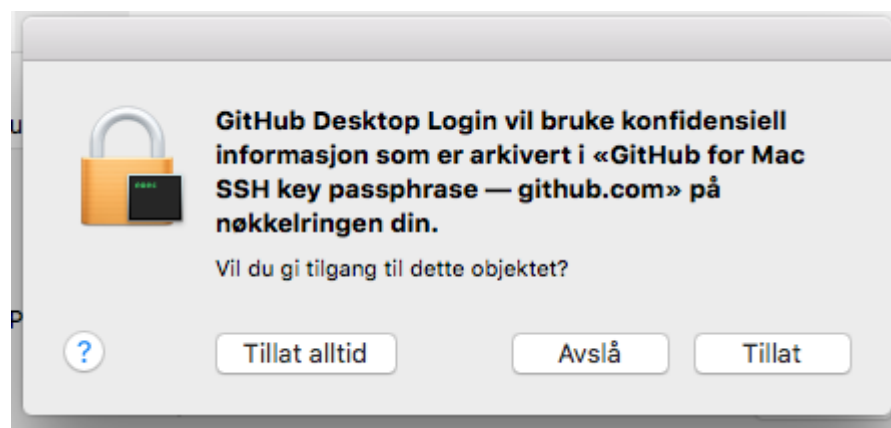 GitHub Desktop Login vil bruke konfidensiell
informasjon som er arkivert i «GitHub for Mac
SSH key passphrase — github.com» på
nøkkelringen din.
Vil du gi tilgang til dette objektet?
?
Tillat alltid
Avslå
Tillat